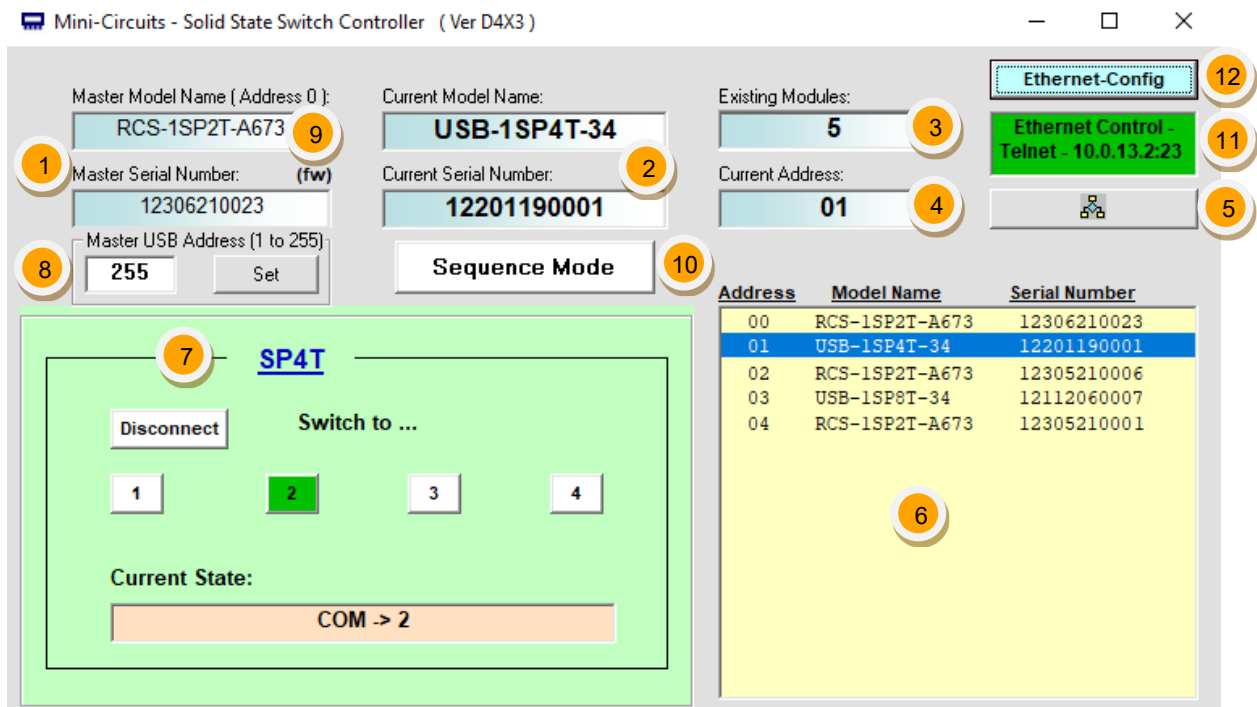 Mini-Circuits - Solid State Switch Controller ( Ver D4X3 )
Master Model Name ( Address 0 ):
RCS-1SP2T-A673
9
1
Master Serial Number:
(fw)
12306210023
Master USB Address (1 to 255)
8
255
Set
Current Model Name:
USB-1SP4T-34
2
Current Serial Number:
12201190001
Sequence Mode
10
Existing Modules:
5
3
Current Address:
01
4
Ethernet-Config
12
Ethernet Control -
Telnet - 10.0.13.2:23
11
5
7
SP4T
Disconnect
Switch to ...
1
2
3
4
Current State:
COM -> 2
Address Model Name Serial Number
00 RCS-1SP2T-A673 12306210023
01 USB-1SP4T-34 12201190001
02 RCS-1SP2T-A673 12305210006
03 USB-1SP8T-34 12112060007
04 RCS-1SP2T-A673 12305210001
6